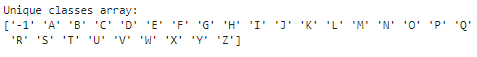 Unique classes array:
['-1' 'A' 'B' 'C' 'D' 'E' 'F' 'G' 'H' 'I' 'J' 'K' 'L' 'M' 'N' 'O' 'P' 'Q'
 'R' 'S' 'T' 'U' 'V' 'W' 'X' 'Y' 'Z']